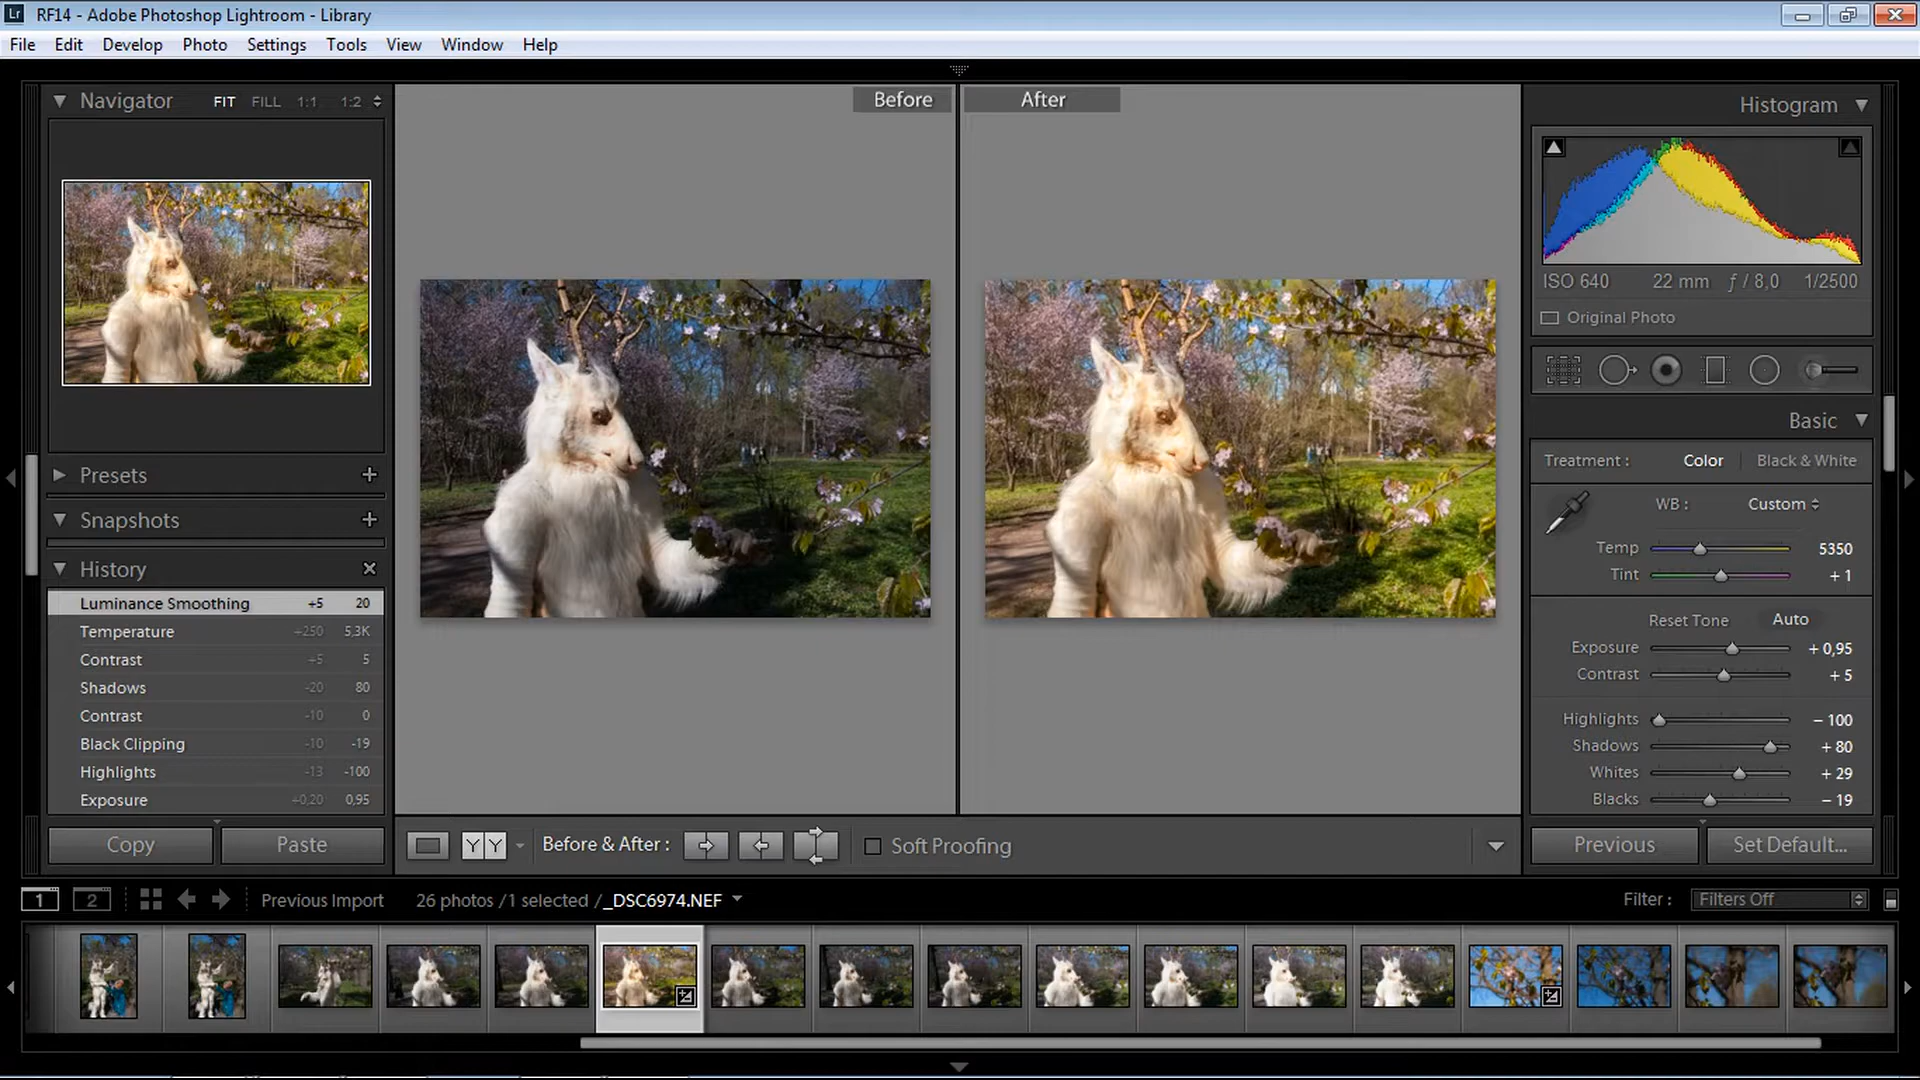 Lr RF14 - Adobe Photoshop Lightroom - Library
File Edit Develop Photo Settings Tools View Window Help
Navigator FIT FILL 1:1 1:2
Before After
Histogram
ISO 640 22 mm ƒ / 8,0 1/2500
Original Photo
Basic
Treatment : Color Black & White
WB : Custom
Temp 5350
Tint + 1
Reset Tone Auto
Exposure + 0,95
Contrast + 5
Highlights − 100
Shadows + 80
Whites + 29
Blacks − 19
Presets
Snapshots
History
Luminance Smoothing +5 20
Temperature +250 5,3K
Contrast +5 5
Shadows -20 80
Contrast -10 0
Black Clipping -10 -19
Highlights -13 -100
Exposure +0,20 0,95
Copy Paste
Y Y Before & After : Soft Proofing
Previous Set Default...
1 2 Previous Import 26 photos /1 selected /_DSC6974.NEF
Filter : Filters Off